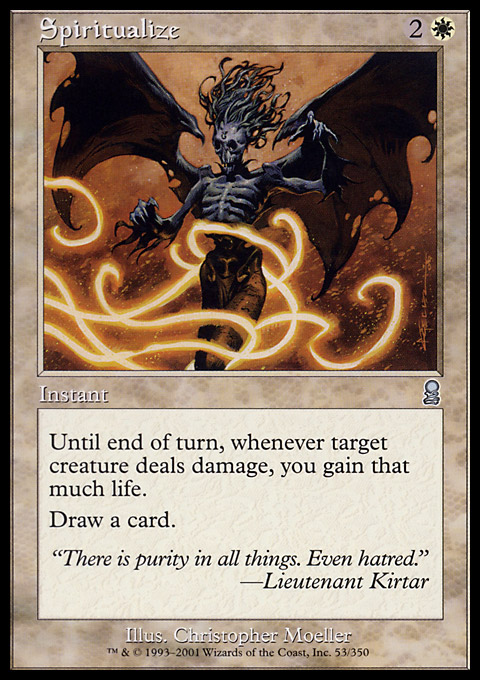 Spiritualize 2
Instant
Until end of turn, whenever target
creature deals damage, you gain that
much life.
Draw a card.
“There is purity in all things. Even hatred.”
—Lieutenant Kirtar
Illus. Christopher Moeller
™ & © 1993–2001 Wizards of the Coast, Inc. 53/350